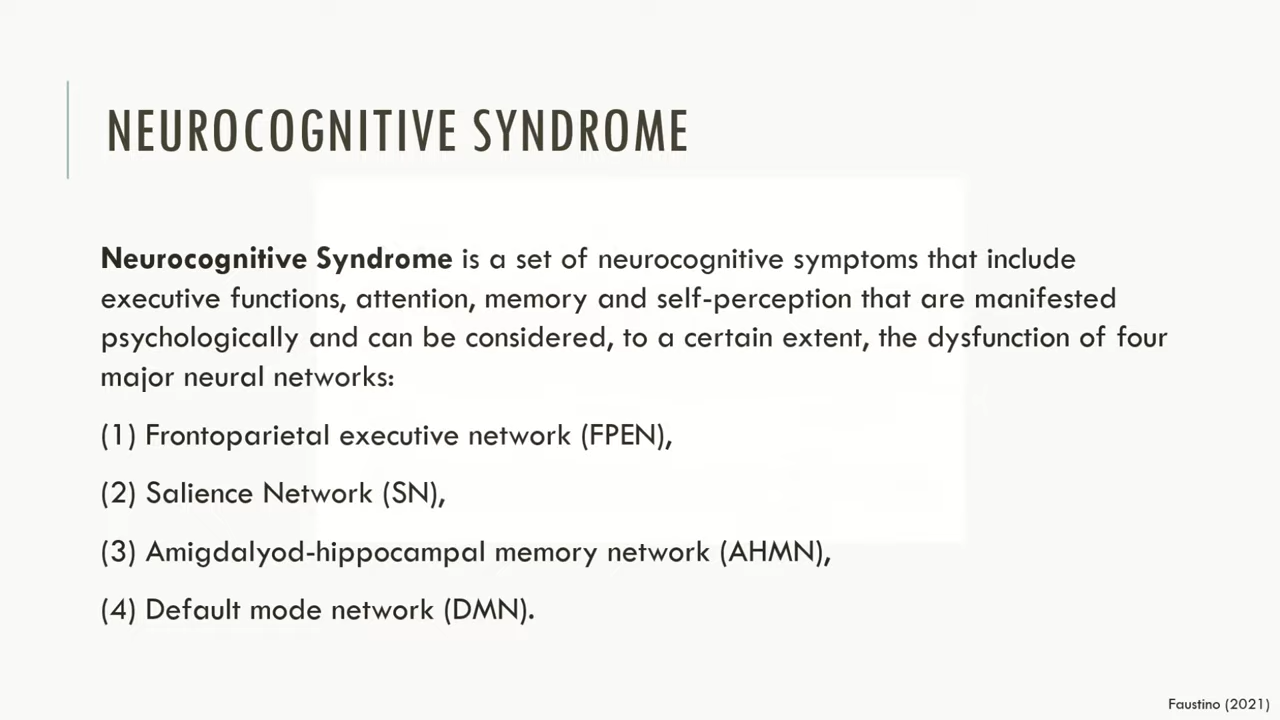 NEUROCOGNITIVE SYNDROME
Neurocognitive Syndrome is a set of neurocognitive symptoms that include
executive functions, attention, memory and self-perception that are manifested
psychologically and can be considered, to a certain extent, the dysfunction of four
major neural networks:
(1) Frontoparietal executive network (FPEN),
(2) Salience Network (SN),
(3) Amigdalyod-hippocampal memory network (AHMN),
(4) Default mode network (DMN).
Faustino (2021)